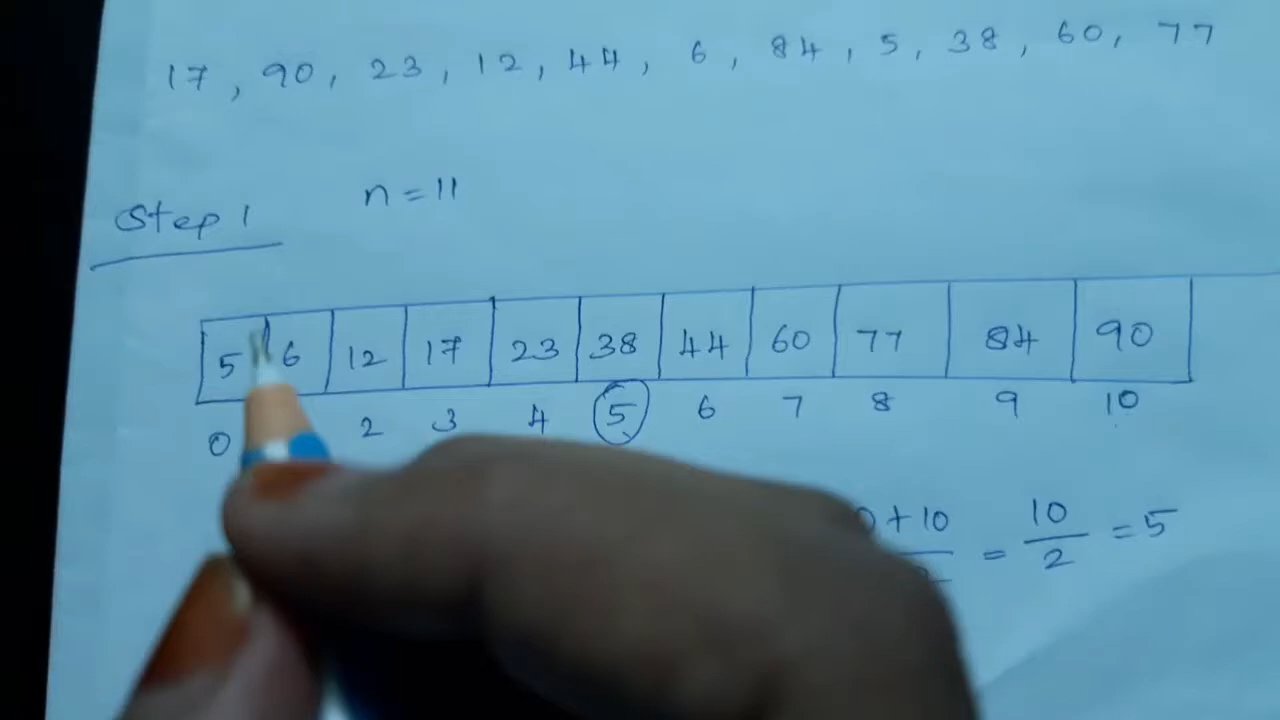 17, 90, 23, 12, 44, 6, 84, 5, 38, 60, 77
Step 1 n = 11
5 6 12 17 23 38 44 60 77 84 90
0 2 3 4 5 6 7 8 9 10
0 + 10 = 10 / 2 = 5